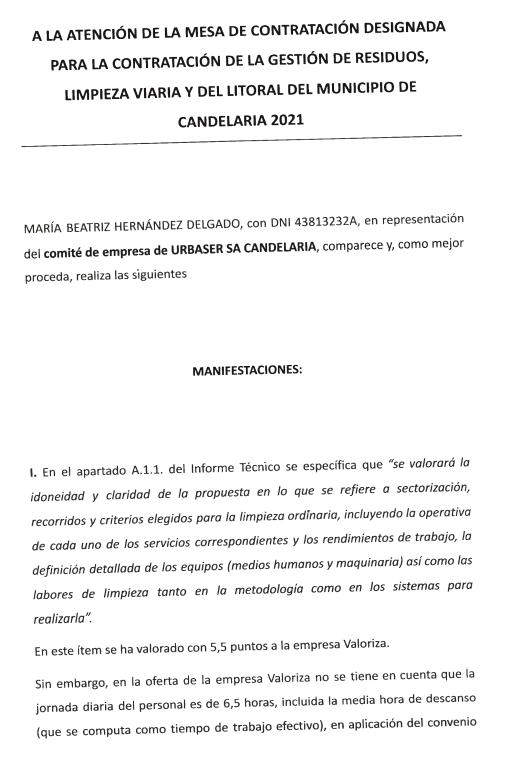 A LA ATENCIÓN DE LA MESA DE CONTRATACIÓN DESIGNADA
PARA LA CONTRATACIÓN DE LA GESTIÓN DE RESIDUOS,
LIMPIEZA VIARIA Y DEL LITORAL DEL MUNICIPIO DE
CANDELARIA 2021
MARÍA BEATRIZ HERNÁNDEZ DELGADO, con DNI 43813232A, en representación
del comité de empresa de URBASER SA CANDELARIA, comparece y, como mejor
proceda, realiza las siguientes
MANIFESTACIONES:
I. En el apartado A.1.1. del Informe Técnico se específica que "se valorará la
idoneidad y claridad de la propuesta en lo que se refiere a sectorización,
recorridos y criterios elegidos para la limpieza ordinaria, incluyendo la operativa
de cada uno de los servicios correspondientes y los rendimientos de trabajo, la
definición detallada de los equipos (medios humanos y maquinaria) así como las
labores de limpieza tanto en la metodología como en los sistemas para
realizarla".
En este ítem se ha valorado con 5,5 puntos a la empresa Valoriza.
Sin embargo, en la oferta de la empresa Valoriza no se tiene en cuenta que la
jornada diaria del personal es de 6,5 horas, incluida la media hora de descanso
(que se computa como tiempo de trabajo efectivo), en aplicación del convenio